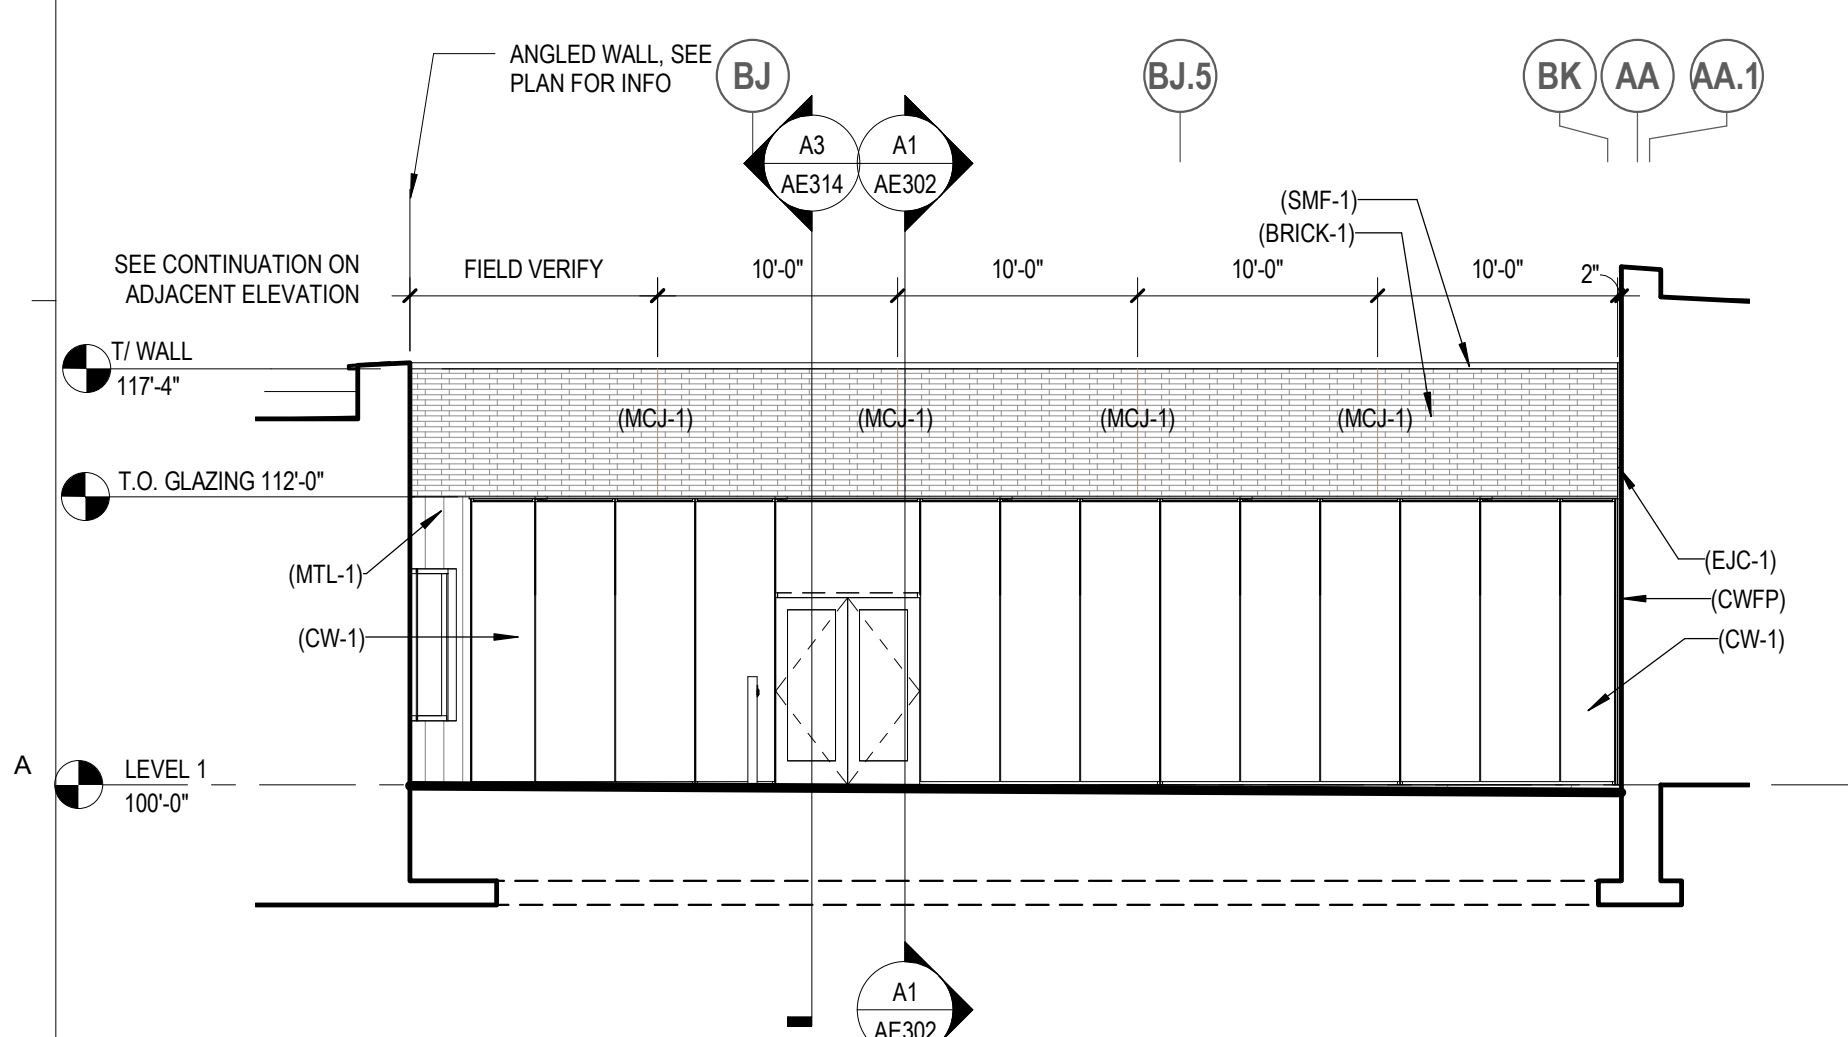 ANGLED WALL, SEE
PLAN FOR INFO
BJ
BJ.5
BK
AA
AA.1
A3
AE314
A1
AE302
(SMF-1)
(BRICK-1)
SEE CONTINUATION ON
ADJACENT ELEVATION
FIELD VERIFY
10'-0"
10'-0"
10'-0"
10'-0"
2"
T/ WALL
117'-4"
(MCJ-1)
(MCJ-1)
(MCJ-1)
(MCJ-1)
T.O. GLAZING 112'-0"
(MTL-1)
(CW-1)
(EJC-1)
(CWFP)
(CW-1)
A
LEVEL 1
100'-0"
A1
AE302